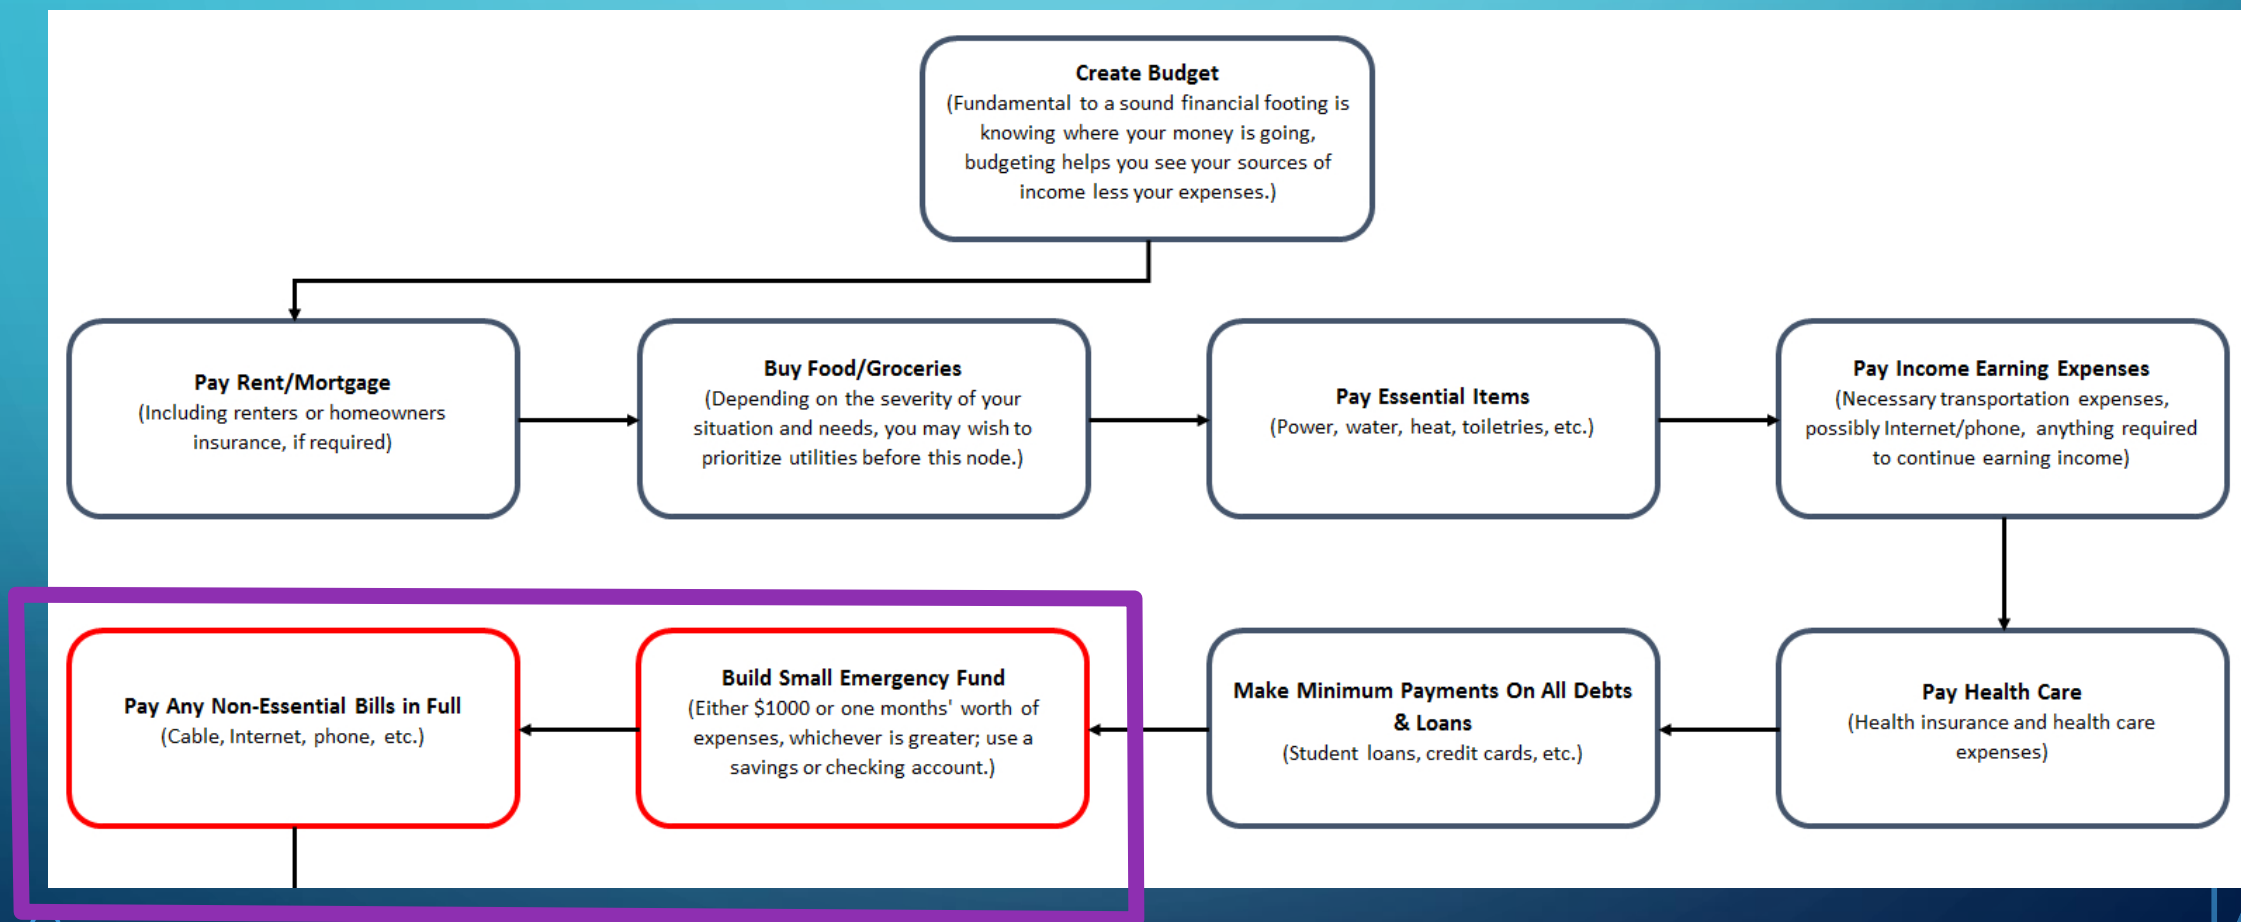 Create Budget
(Fundamental to a sound financial footing is
knowing where your money is going,
budgeting helps you see your sources of
income less your expenses.)
Pay Rent/Mortgage
(Including renters or homeowners
insurance, if required)
Buy Food/Groceries
(Depending on the severity of your
situation and needs, you may wish to
prioritize utilities before this node.)
Pay Essential Items
(Power, water, heat, toiletries, etc.)
Pay Income Earning Expenses
(Necessary transportation expenses,
possibly Internet/phone, anything required
to continue earning income)
Pay Health Care
(Health insurance and health care
expenses)
Make Minimum Payments On All Debts
& Loans
(Student loans, credit cards, etc.)
Build Small Emergency Fund
(Either $1000 or one months' worth of
expenses, whichever is greater; use a
savings or checking account.)
Pay Any Non-Essential Bills in Full
(Cable, Internet, phone, etc.)